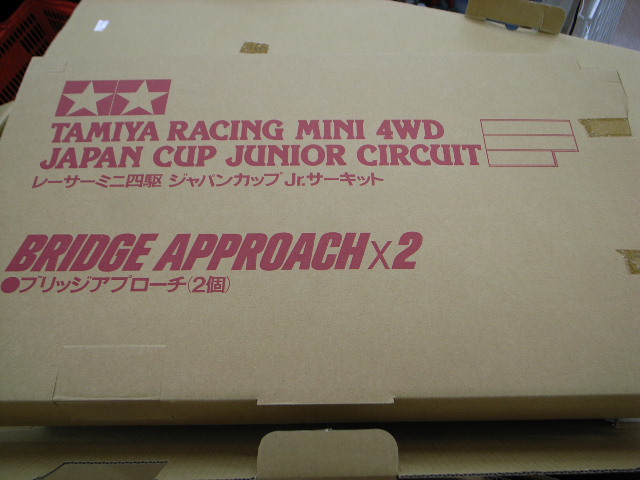 TAMIYA RACING MINI 4WD
JAPAN CUP JUNIOR CIRCUIT
レーサーミニ四駆 ジャパンカップ Jr.サーキット
BRIDGE APPROACH x 2
●ブリッジアプローチ(2個)